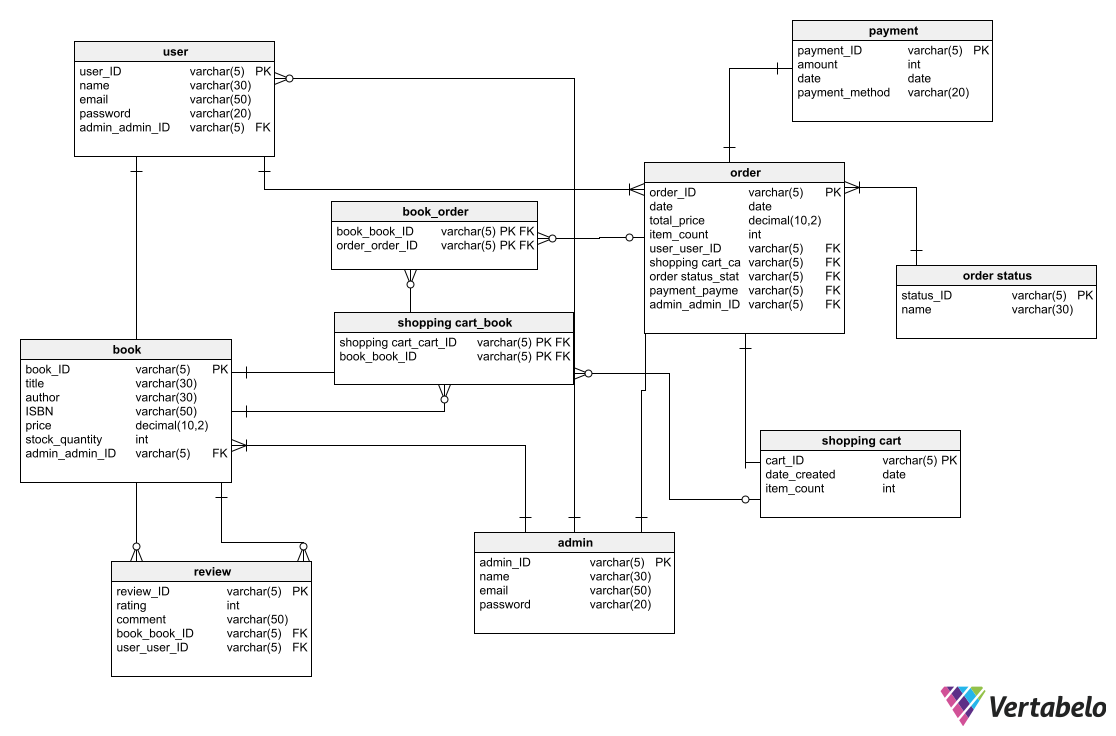 user
user_ID varchar(5) PK
name varchar(30)
email varchar(50)
password varchar(20)
admin_admin_ID varchar(5) FK
payment
payment_ID varchar(5) PK
amount int
date date
payment_method varchar(20)
order
order_ID varchar(5) PK
date date
total_price decimal(10,2)
item_count int
user_user_ID varchar(5) FK
shopping cart_ca varchar(5) FK
order status_stat varchar(5) FK
payment_payme varchar(5) FK
admin_admin_ID varchar(5) FK
book_order
book_book_ID varchar(5) PK FK
order_order_ID varchar(5) PK FK
order status
status_ID varchar(5) PK
name varchar(30)
shopping cart_book
shopping cart_cart_ID varchar(5) PK FK
book_book_ID varchar(5) PK FK
book
book_ID varchar(5) PK
title varchar(30)
author varchar(30)
ISBN varchar(50)
price decimal(10,2)
stock_quantity int
admin_admin_ID varchar(5) FK
shopping cart
cart_ID varchar(5) PK
date_created date
item_count int
admin
admin_ID varchar(5) PK
name varchar(30)
email varchar(50)
password varchar(20)
review
review_ID varchar(5) PK
rating int
comment varchar(50)
book_book_ID varchar(5) FK
user_user_ID varchar(5) FK
Vertabelo